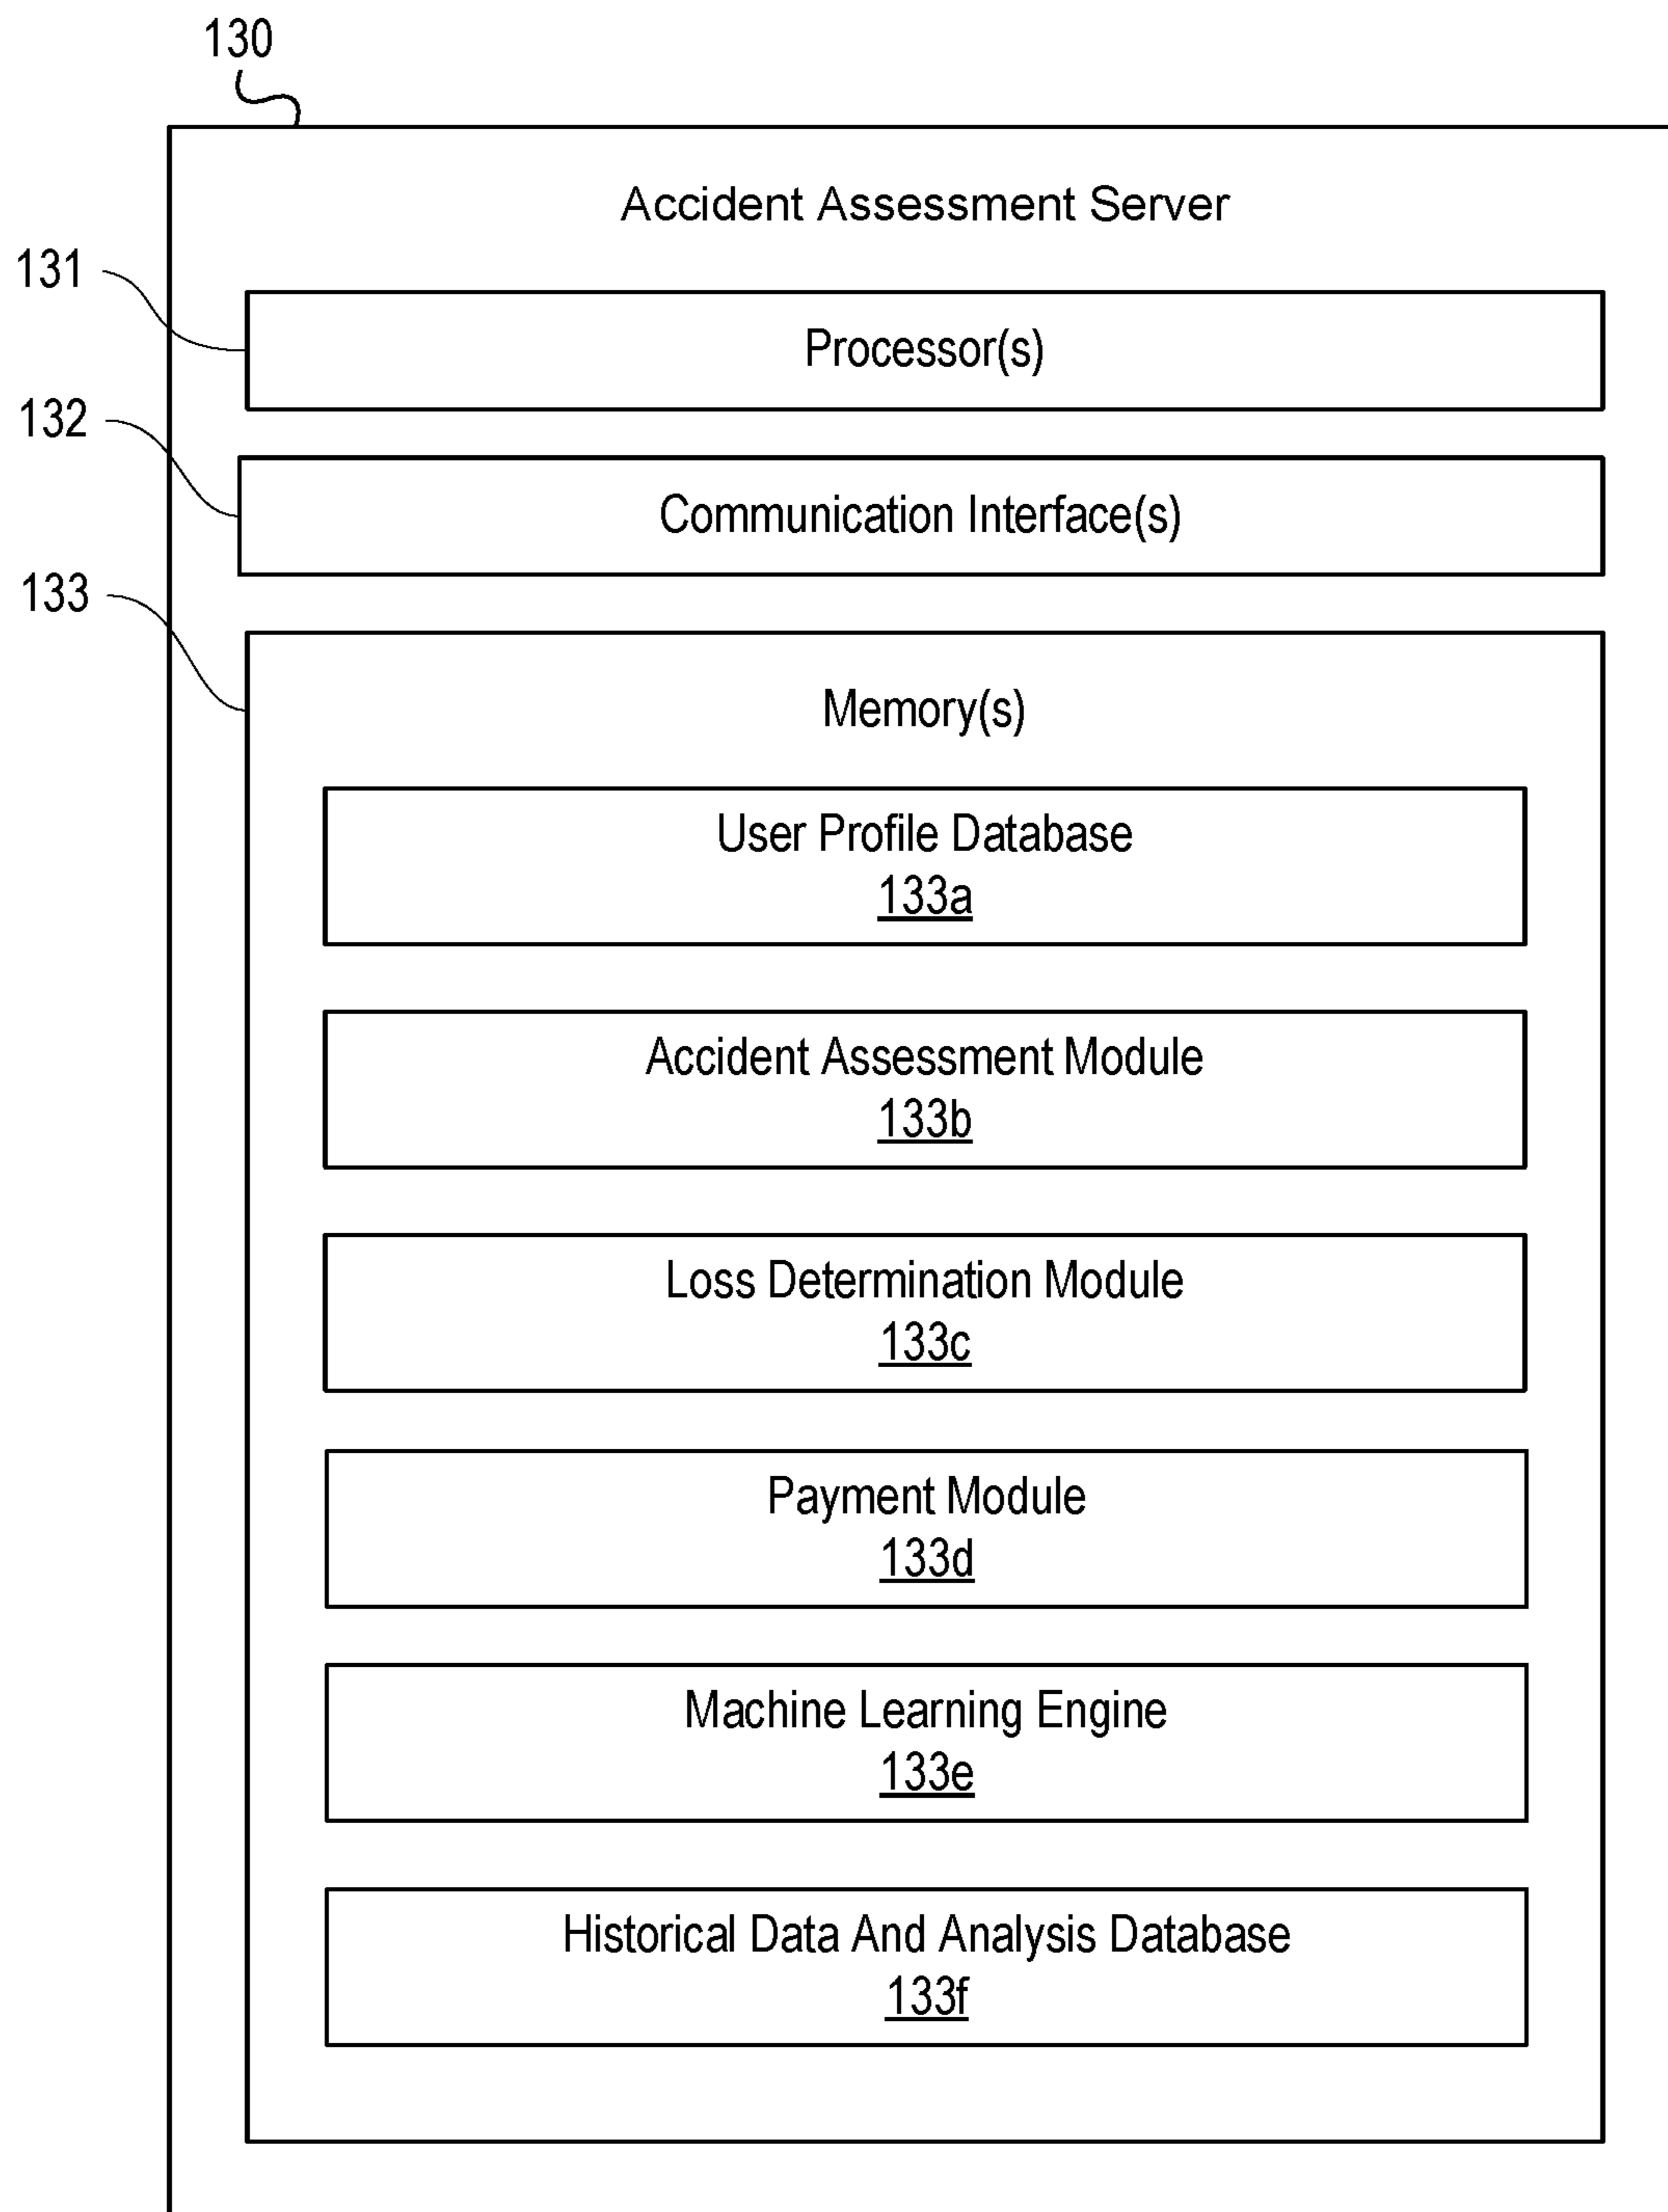 130
Accident Assessment Server
131
Processor(s)
132
Communication Interface(s)
133
Memory(s)
User Profile Database
133a
Accident Assessment Module
133b
Loss Determination Module
133c
Payment Module
133d
Machine Learning Engine
133e
Historical Data And Analysis Database
133f